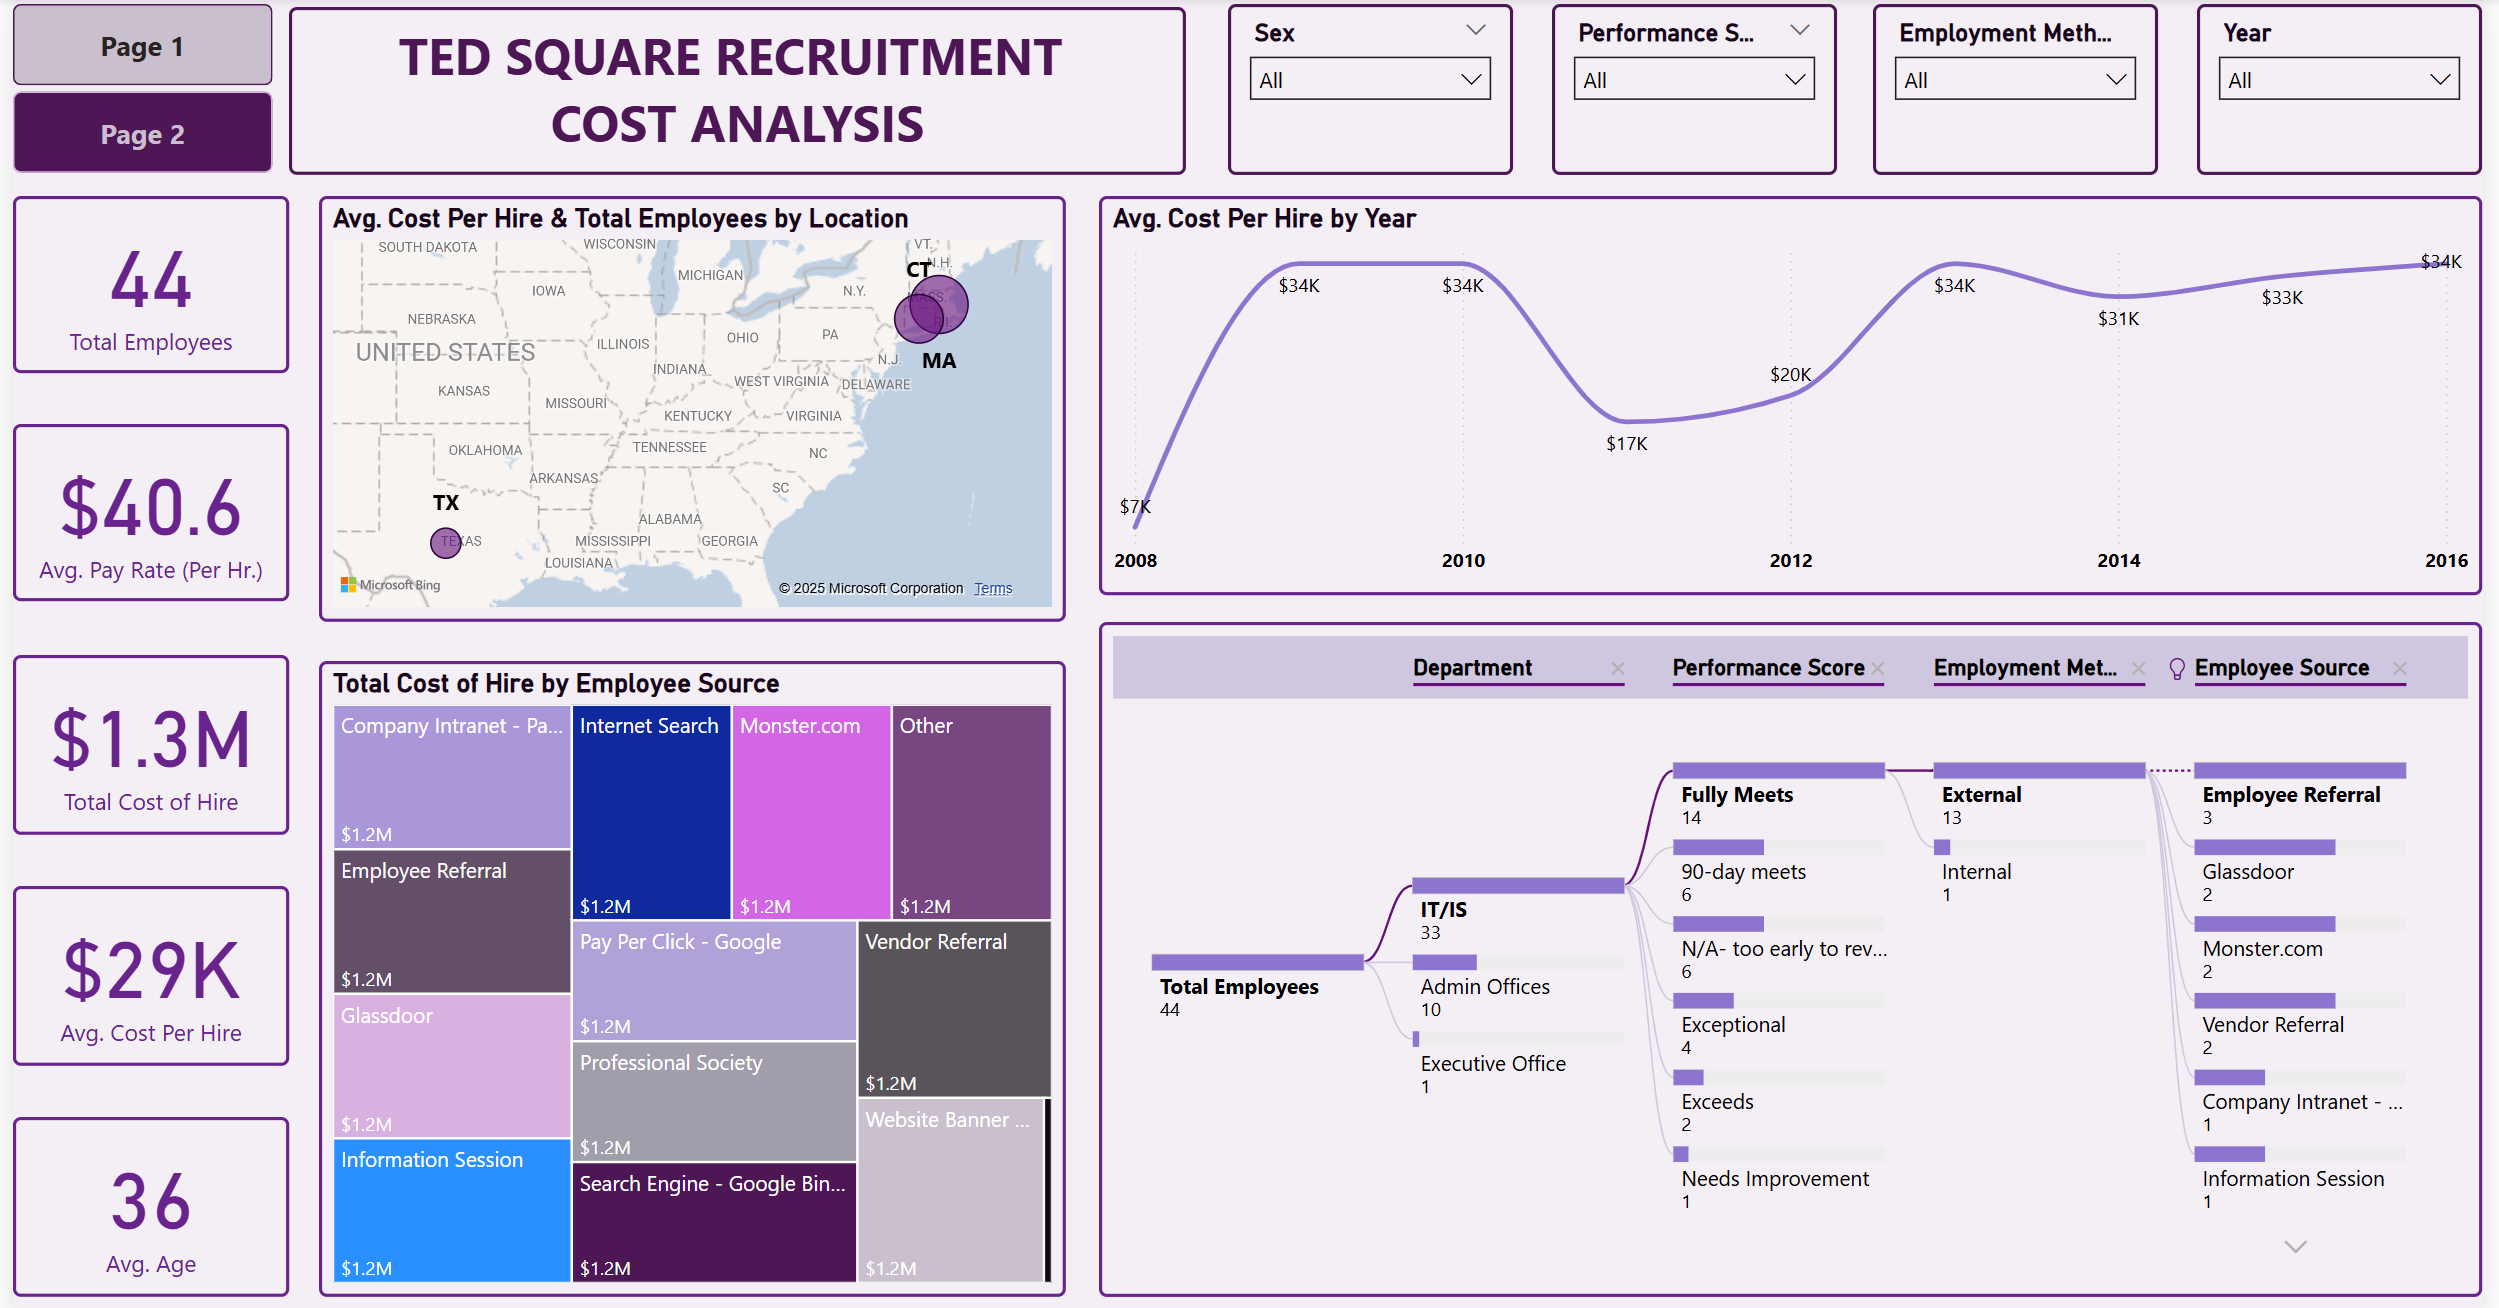 Page 1
Page 2
TED SQUARE RECRUITMENT
COST ANALYSIS
Sex
All
Performance S...
All
Employment Meth...
All
Year
All
44
Total Employees
$40.6
Avg. Pay Rate (Per Hr.)
$1.3M
Total Cost of Hire
$29K
Avg. Cost Per Hire
36
Avg. Age
Avg. Cost Per Hire & Total Employees by Location
SOUTH DAKOTA
WISCONSIN
VT.
N.H.
CT
MICHIGAN
IOWA
N.Y.
MASS.
NEBRASKA
R.I.
OHIO
PA
ILLINOIS
UNITED STATES
N.J.
MA
INDIANA
WEST VIRGINIA
DELAWARE
KANSAS
MISSOURI
KENTUCKY
VIRGINIA
OKLAHOMA
TENNESSEE
NC
ARKANSAS
SC
TX
ALABAMA
TEXAS
MISSISSIPPI
GEORGIA
LOUISIANA
Microsoft Bing
© 2025 Microsoft Corporation Terms
Avg. Cost Per Hire by Year
$34K
$34K
$34K
$34K
$33K
$31K
$20K
$17K
$7K
2008
2010
2012
2014
2016
Total Cost of Hire by Employee Source
Company Intranet - Pa...
$1.2M
Employee Referral
$1.2M
Glassdoor
$1.2M
Information Session
$1.2M
Internet Search
$1.2M
Monster.com
$1.2M
Other
$1.2M
Pay Per Click - Google
$1.2M
Professional Society
$1.2M
Search Engine - Google Bin...
$1.2M
Vendor Referral
$1.2M
Website Banner ...
$1.2M
Department
Performance Score
Employment Met...
Employee Source
Total Employees
44
IT/IS
33
Admin Offices
10
Executive Office
1
Fully Meets
14
90-day meets
6
N/A- too early to rev...
6
Exceptional
4
Exceeds
2
Needs Improvement
1
External
13
Internal
1
Employee Referral
3
Glassdoor
2
Monster.com
2
Vendor Referral
2
Company Intranet - ...
1
Information Session
1